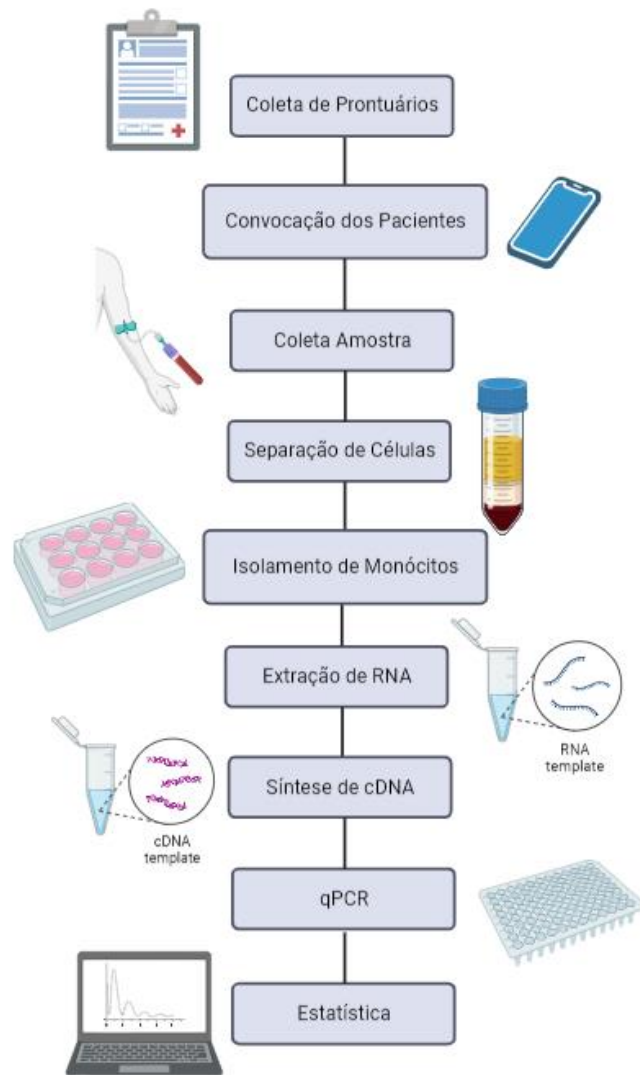 Coleta de Prontuários
Convocação dos Pacientes
Coleta Amostra
Separação de Células
Isolamento de Monócitos
Extração de RNA
RNA
template
Síntese de cDNA
cDNA
template
qPCR
Estatística